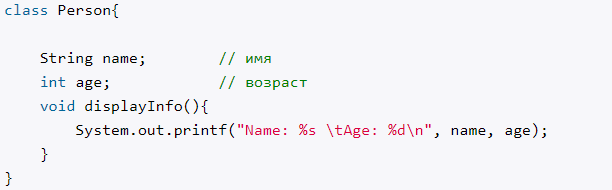 class Person{
String name;        // имя
int age;            // возраст
void displayInfo(){
System.out.printf("Name: %s \tAge: %d\n", name, age);
}
}